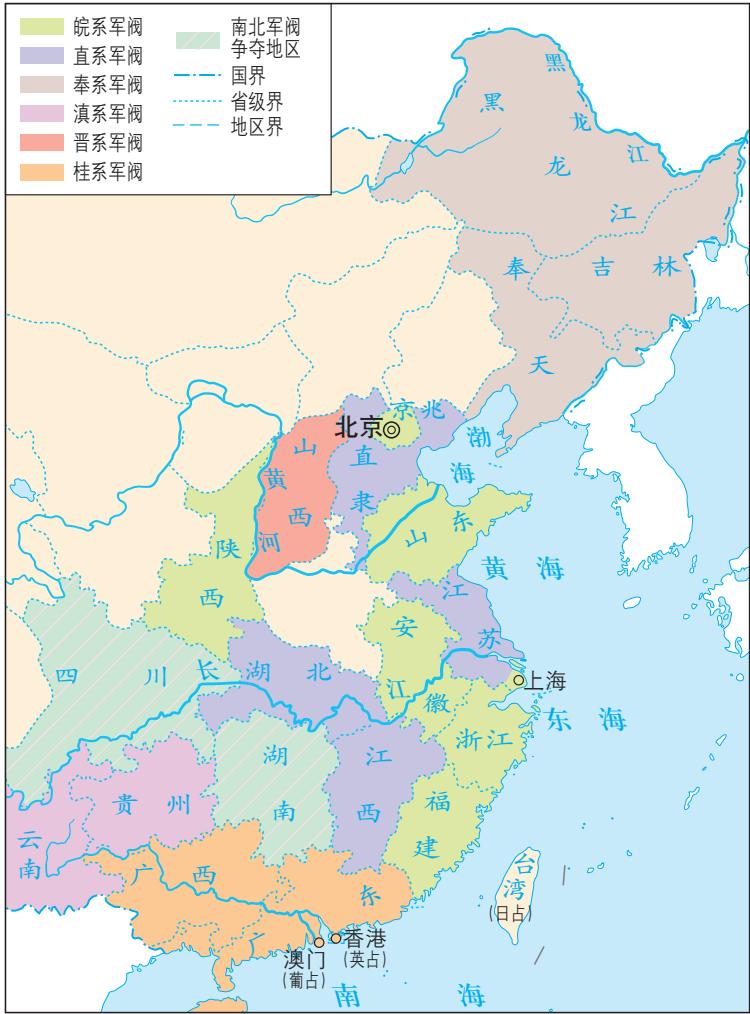 皖系军阀
直系军阀
奉系军阀
滇系军阀
晋系军阀
桂系军阀
南北军阀
争夺地区
国界
省级界
地区界
黑龙江
黑龙江
吉林
奉天
京兆
北京
直隶
渤海
山西
黄河
陕西
山东
黄海
江苏
安徽
上海
四川
长江
湖北
浙江
东海
湖南
江西
贵州
云南
福建
广西
广东
台湾
(日占)
香港
(英占)
澳门
(葡占)
南海